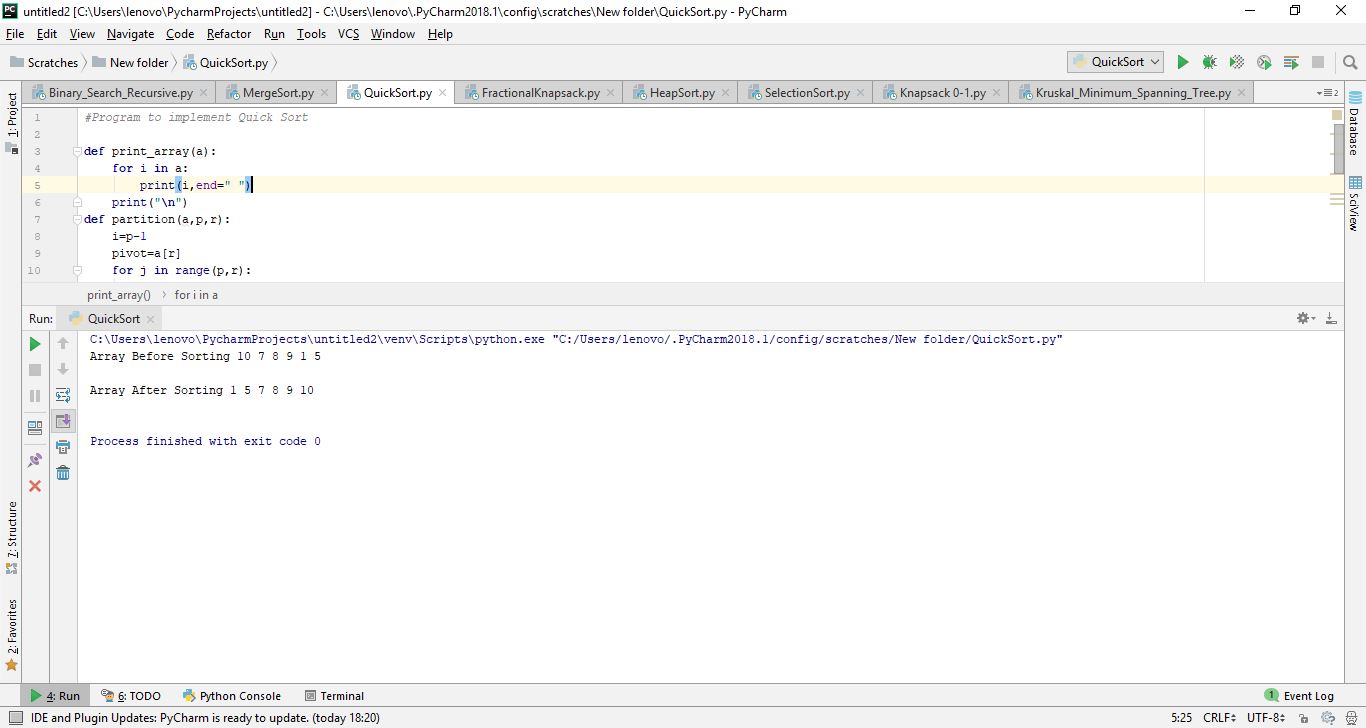 untitled2 [C:\Users\lenovo\PycharmProjects\untitled2] - C:\Users\lenovo\.PyCharm2018.1\config\scratches\New folder\QuickSort.py - PyCharm
File Edit View Navigate Code Refactor Run Tools VCS Window Help
Scratches New folder QuickSort.py QuickSort
Binary_Search_Recursive.py MergeSort.py QuickSort.py FractionalKnapsack.py HeapSort.py SelectionSort.py Knapsack 0-1.py Kruskal_Minimum_Spanning_Tree.py 2
1: Project
Database
SciView
1 #Program to implement Quick Sort
2
3 def print_array(a):
4 for i in a:
5 print(i,end=" ")
6 print("\n")
7 def partition(a,p,r):
8 i=p-1
9 pivot=a[r]
10 for j in range(p,r):
print_array() for i in a
Run: QuickSort
C:\Users\lenovo\PycharmProjects\untitled2\venv\Scripts\python.exe "C:/Users/lenovo/.PyCharm2018.1/config/scratches/New folder/QuickSort.py"
Array Before Sorting 10 7 8 9 1 5
Array After Sorting 1 5 7 8 9 10
Process finished with exit code 0
7: Structure
2: Favorites
4: Run 6: TODO Python Console Terminal 1 Event Log
IDE and Plugin Updates: PyCharm is ready to update. (today 18:20) 5:25 CRLF UTF-8